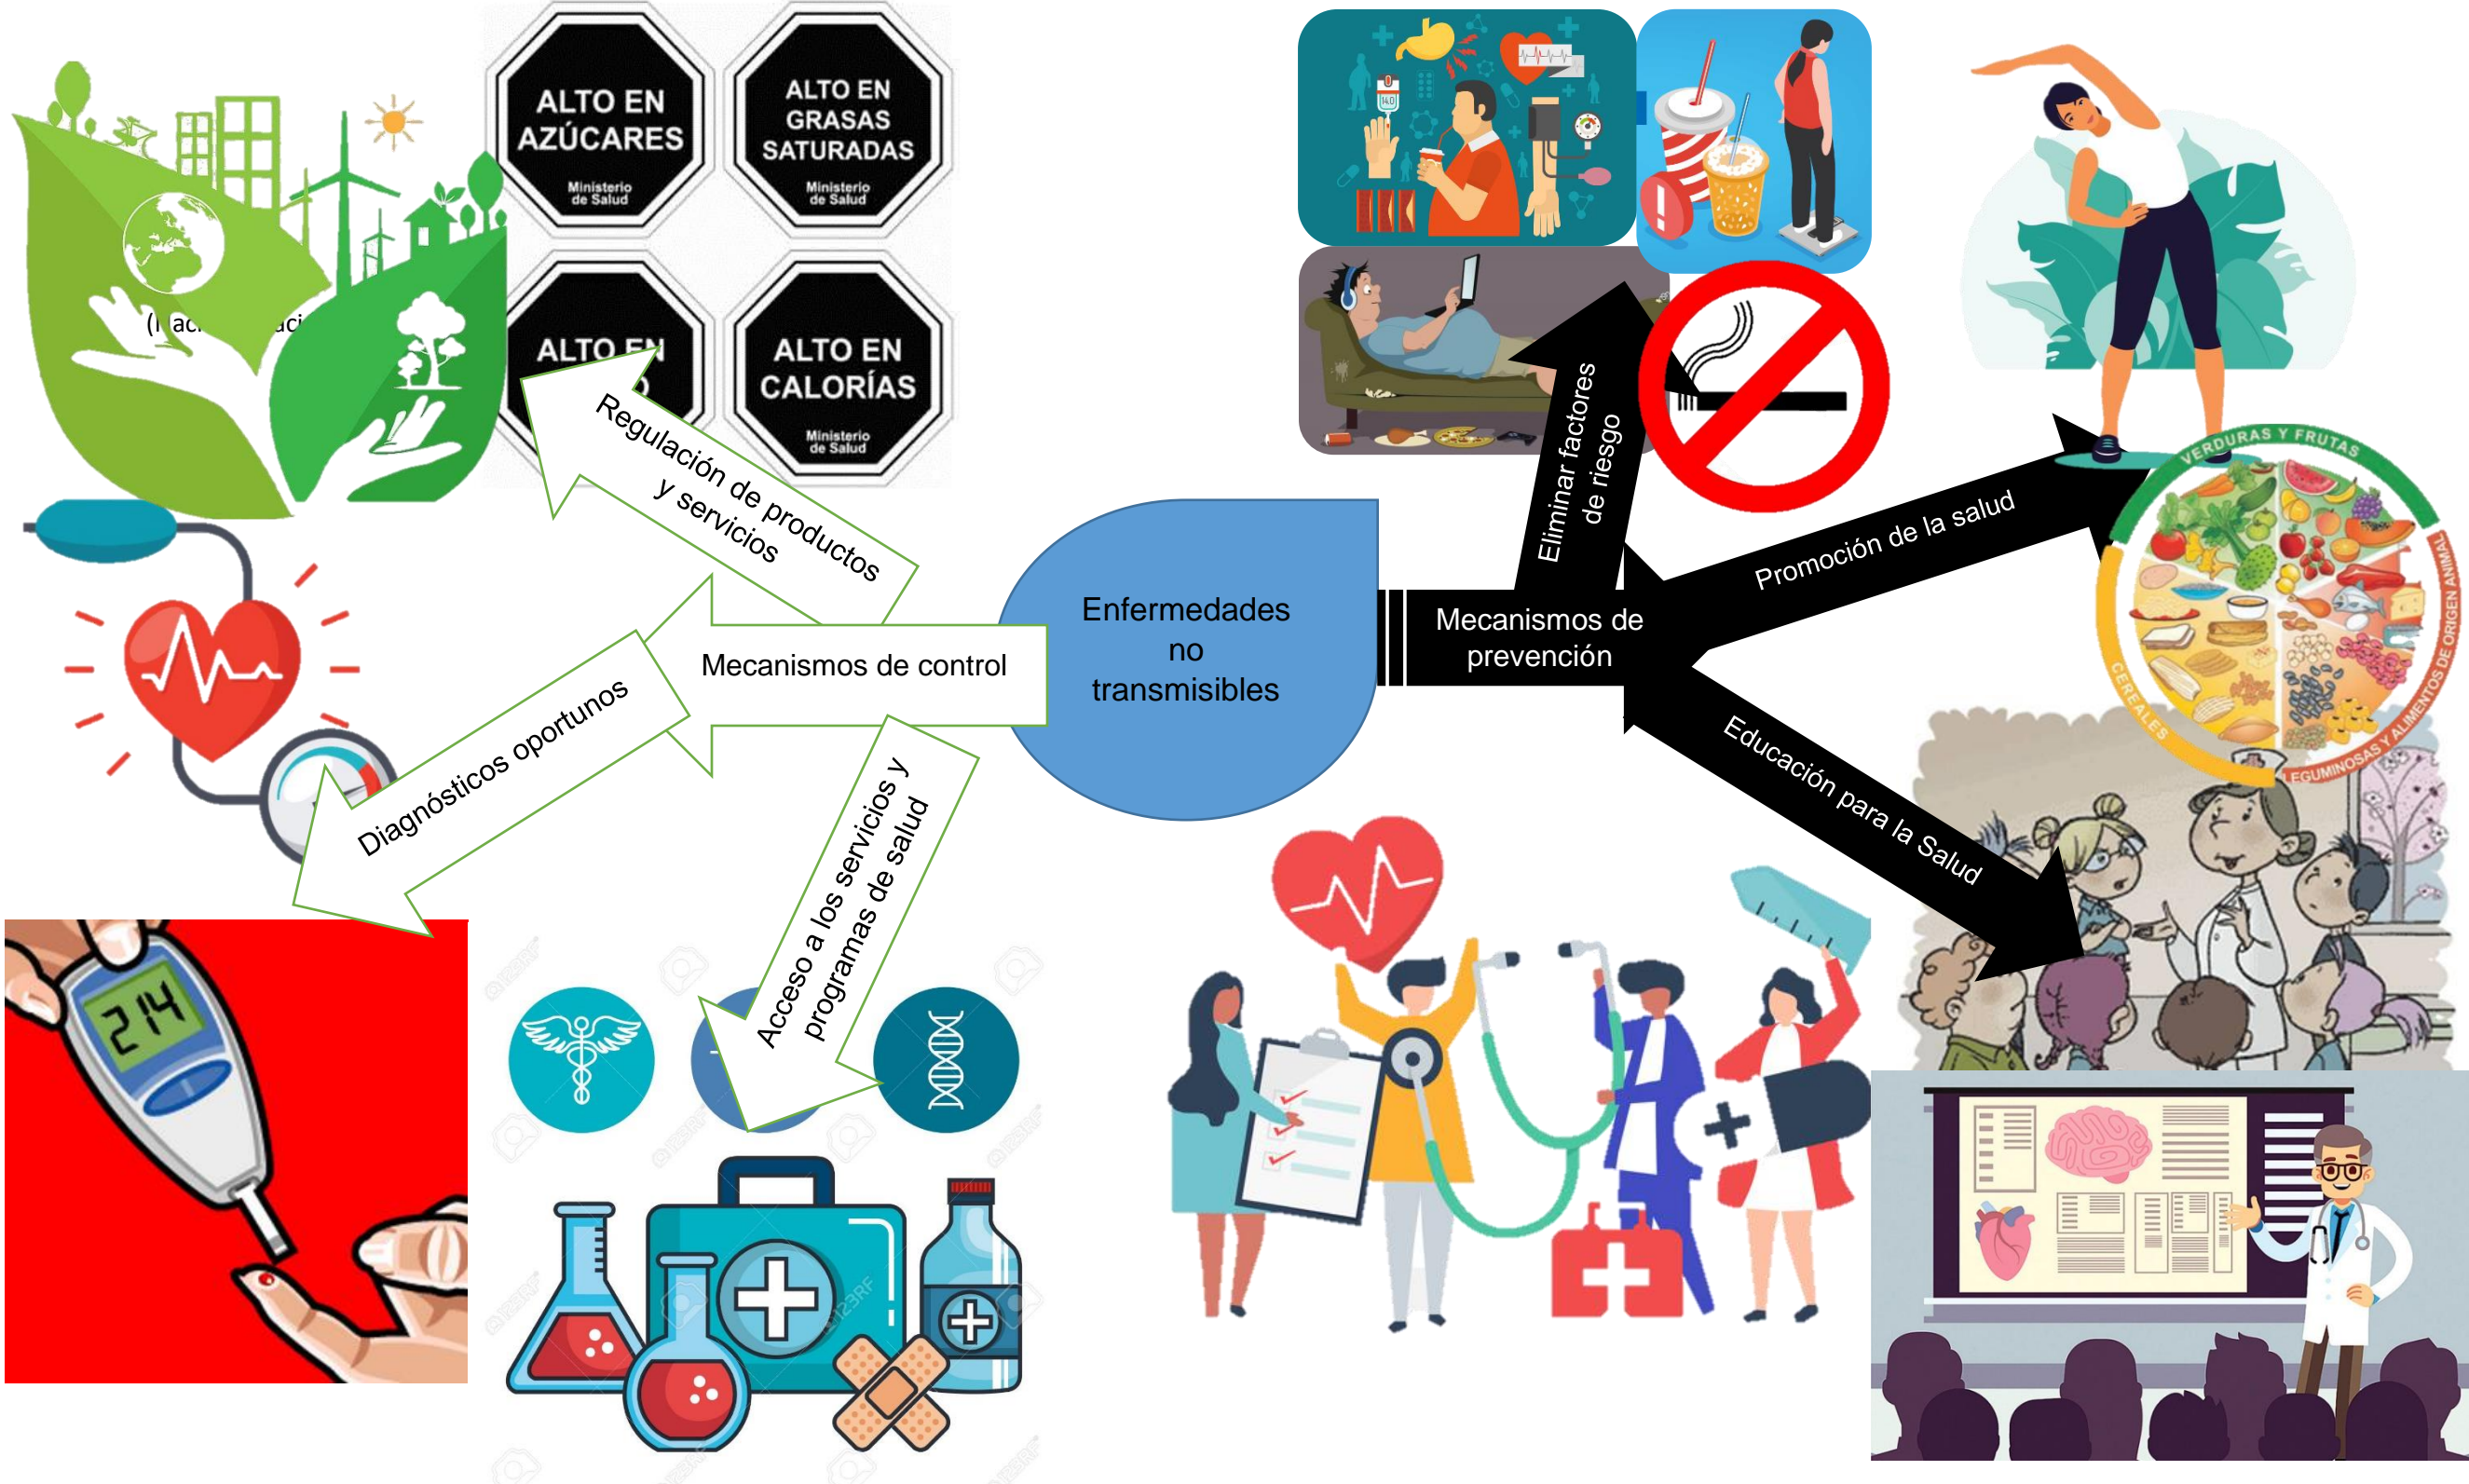 ALTO EN
AZÚCARES
Ministerio
de Salud
ALTO EN
GRASAS
SATURADAS
Ministerio
de Salud
ALTO EN
ALTO EN
CALORÍAS
Ministerio
de Salud
Regulación de productos
y servicios
Mecanismos de control
Diagnósticos oportunos
Acceso a los servicios y
programas de salud
214
Enfermedades
no
transmisibles
Mecanismos de
prevención
Eliminar factores
de riesgo
140
Promoción de la salud
Educación para la Salud
VERDURAS Y FRUTAS
CEREALES
LEGUMINOSAS Y ALIMENTOS DE ORIGEN ANIMAL
123RF